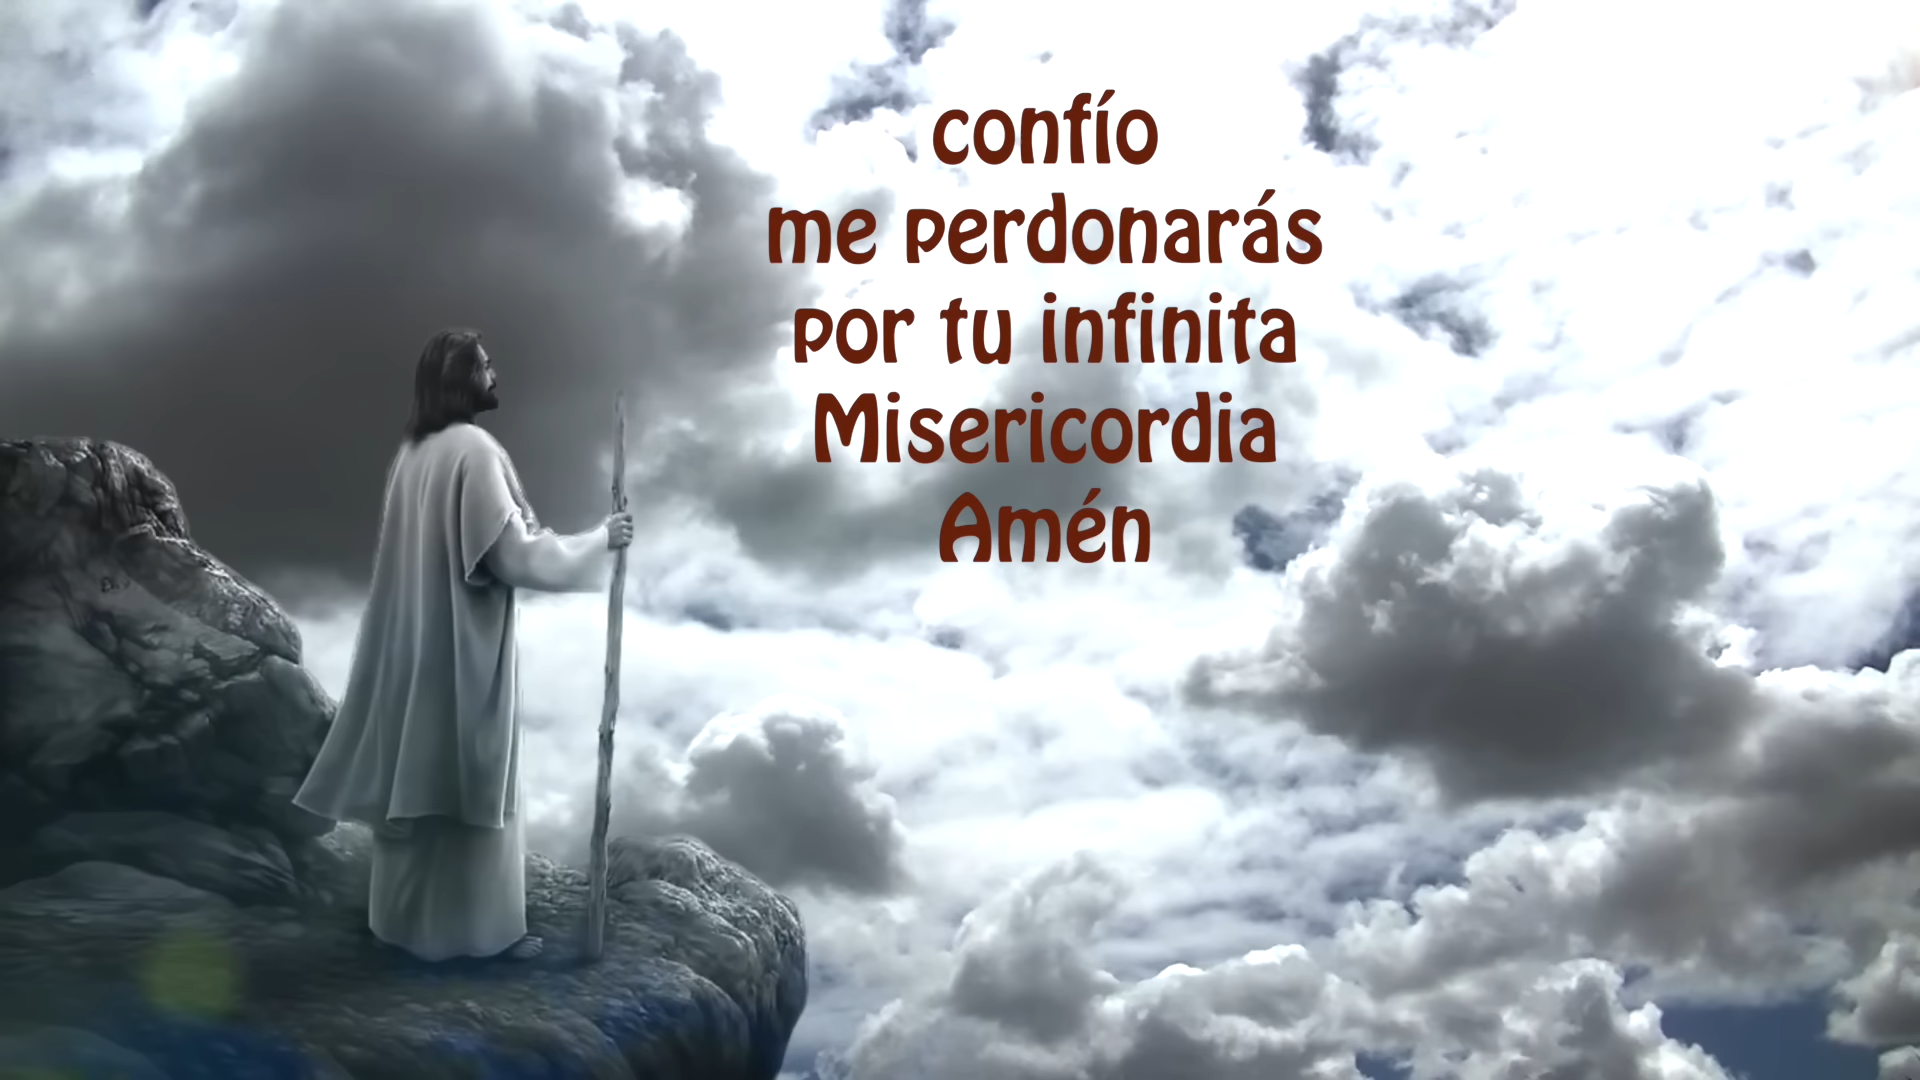 confío
me perdonarás
por tu infinita
Misericordia
Amén